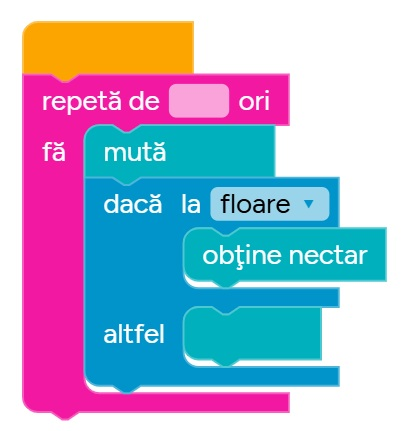 repetă de ori
fă mută
dacă la floare
obţine nectar
altfel